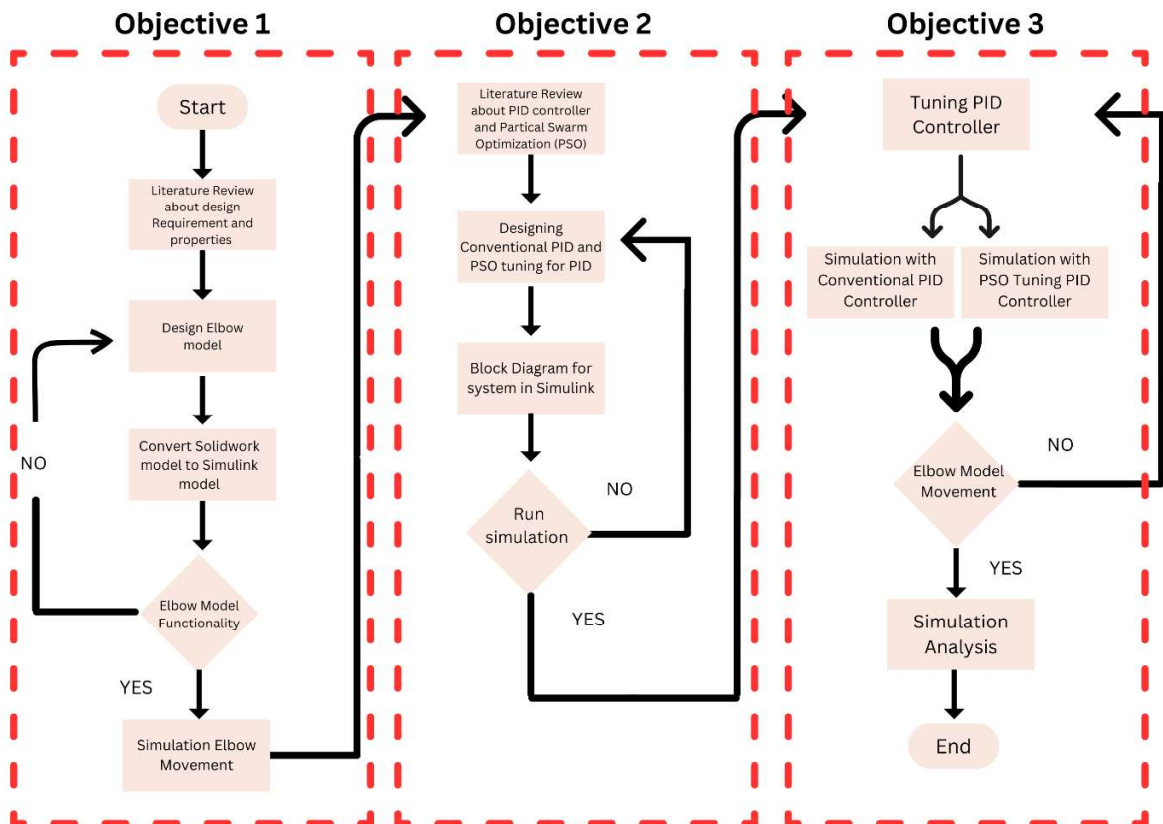 Objective 1
Start
Literature Review
about design
Requirement and
properties
Design Elbow
model
Convert Solidwork
model to Simulink
model
NO
Elbow Model
Functionality
YES
Simulation Elbow
Movement
Objective 2
Literature Review
about PID controller
and Partical Swarm
Optimization (PSO)
Designing
Conventional PID and
PSO tuning for PID
Block Diagram for
system in Simulink
Run
simulation
NO
YES
Objective 3
Tuning PID
Controller
Simulation with
Conventional PID
Controller
Simulation with
PSO Tuning PID
Controller
Elbow Model
Movement
NO
YES
Simulation
Analysis
End